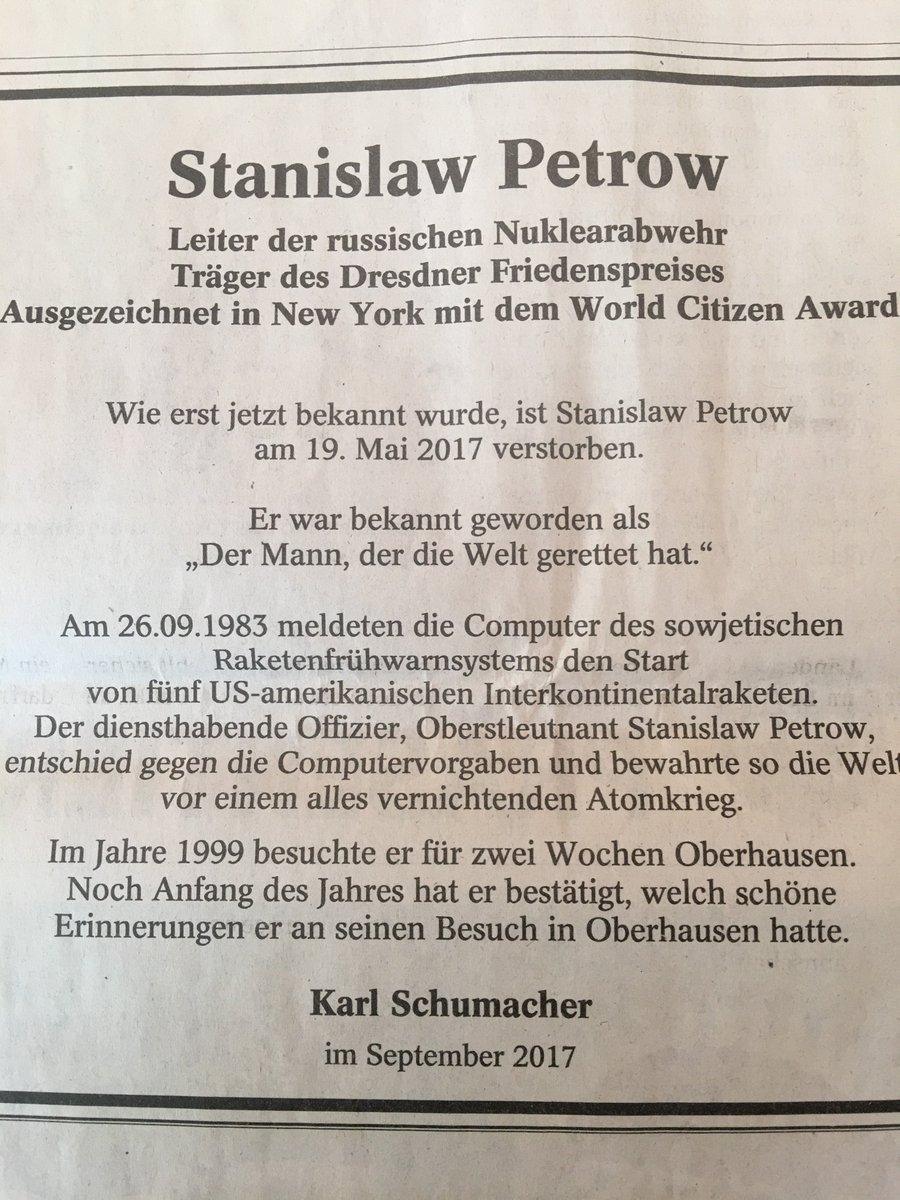 Stanislaw Petrow
Leiter der russischen Nuklearabwehr
Träger des Dresdner Friedenspreises
Ausgezeichnet in New York mit dem World Citizen Award
Wie erst jetzt bekannt wurde, ist Stanislaw Petrow
am 19. Mai 2017 verstorben.
Er war bekannt geworden als
„Der Mann, der die Welt gerettet hat.“
Am 26.09.1983 meldeten die Computer des sowjetischen
Raketenfrühwarnsystems den Start
von fünf US-amerikanischen Interkontinentalraketen.
Der diensthabende Offizier, Oberstleutnant Stanislaw Petrow,
entschied gegen die Computervorgaben und bewahrte so die Welt
vor einem alles vernichtenden Atomkrieg.
Im Jahre 1999 besuchte er für zwei Wochen Oberhausen.
Noch Anfang des Jahres hat er bestätigt, welch schöne
Erinnerungen er an seinen Besuch in Oberhausen hatte.
Karl Schumacher
im September 2017